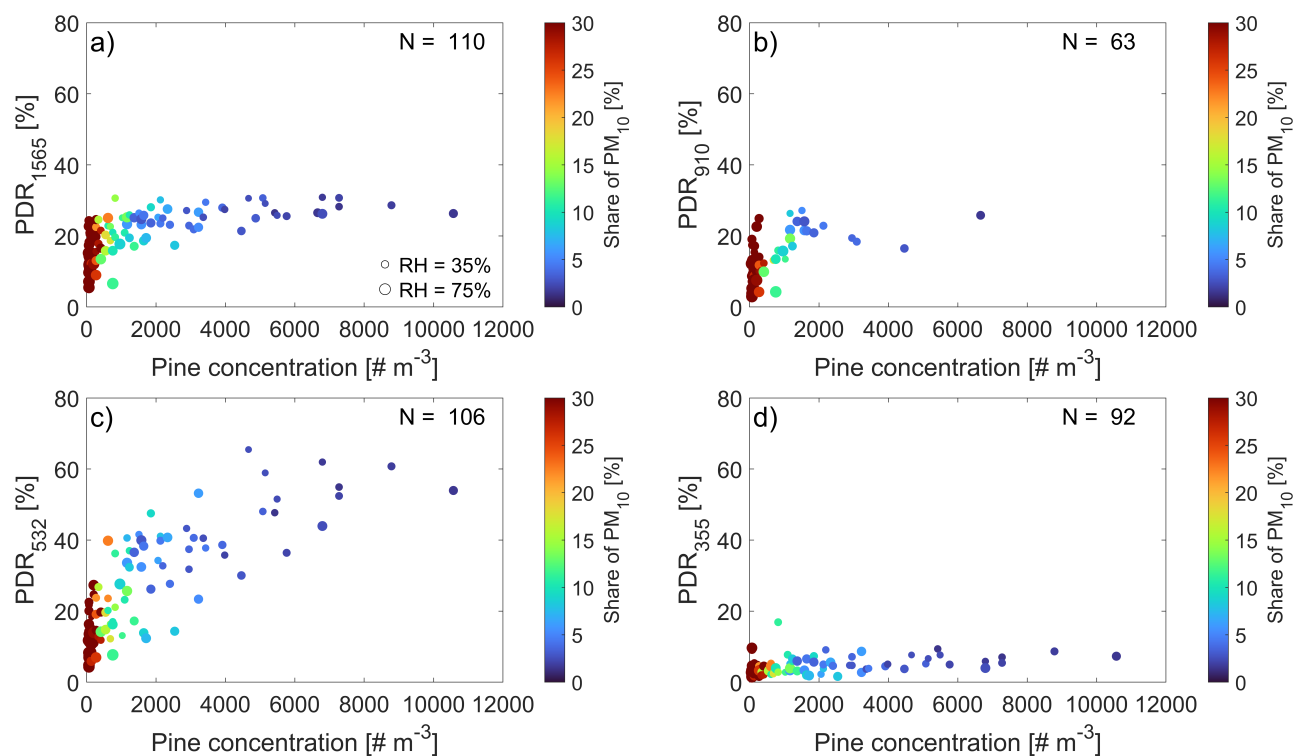 a)
N = 110
80
60
40
20
0
PDR1565 [%]
RH = 35%
RH = 75%
0 2000 4000 6000 8000 10000 12000
Pine concentration [# m-3]
30
25
20
15
10
5
0
Share of PM10 [%]
b)
N = 63
80
60
40
20
0
PDR910 [%]
0 2000 4000 6000 8000 10000 12000
Pine concentration [# m-3]
30
25
20
15
10
5
0
Share of PM10 [%]
c)
N = 106
80
60
40
20
0
PDR532 [%]
0 2000 4000 6000 8000 10000 12000
Pine concentration [# m-3]
30
25
20
15
10
5
0
Share of PM10 [%]
d)
N = 92
80
60
40
20
0
PDR355 [%]
0 2000 4000 6000 8000 10000 12000
Pine concentration [# m-3]
30
25
20
15
10
5
0
Share of PM10 [%]